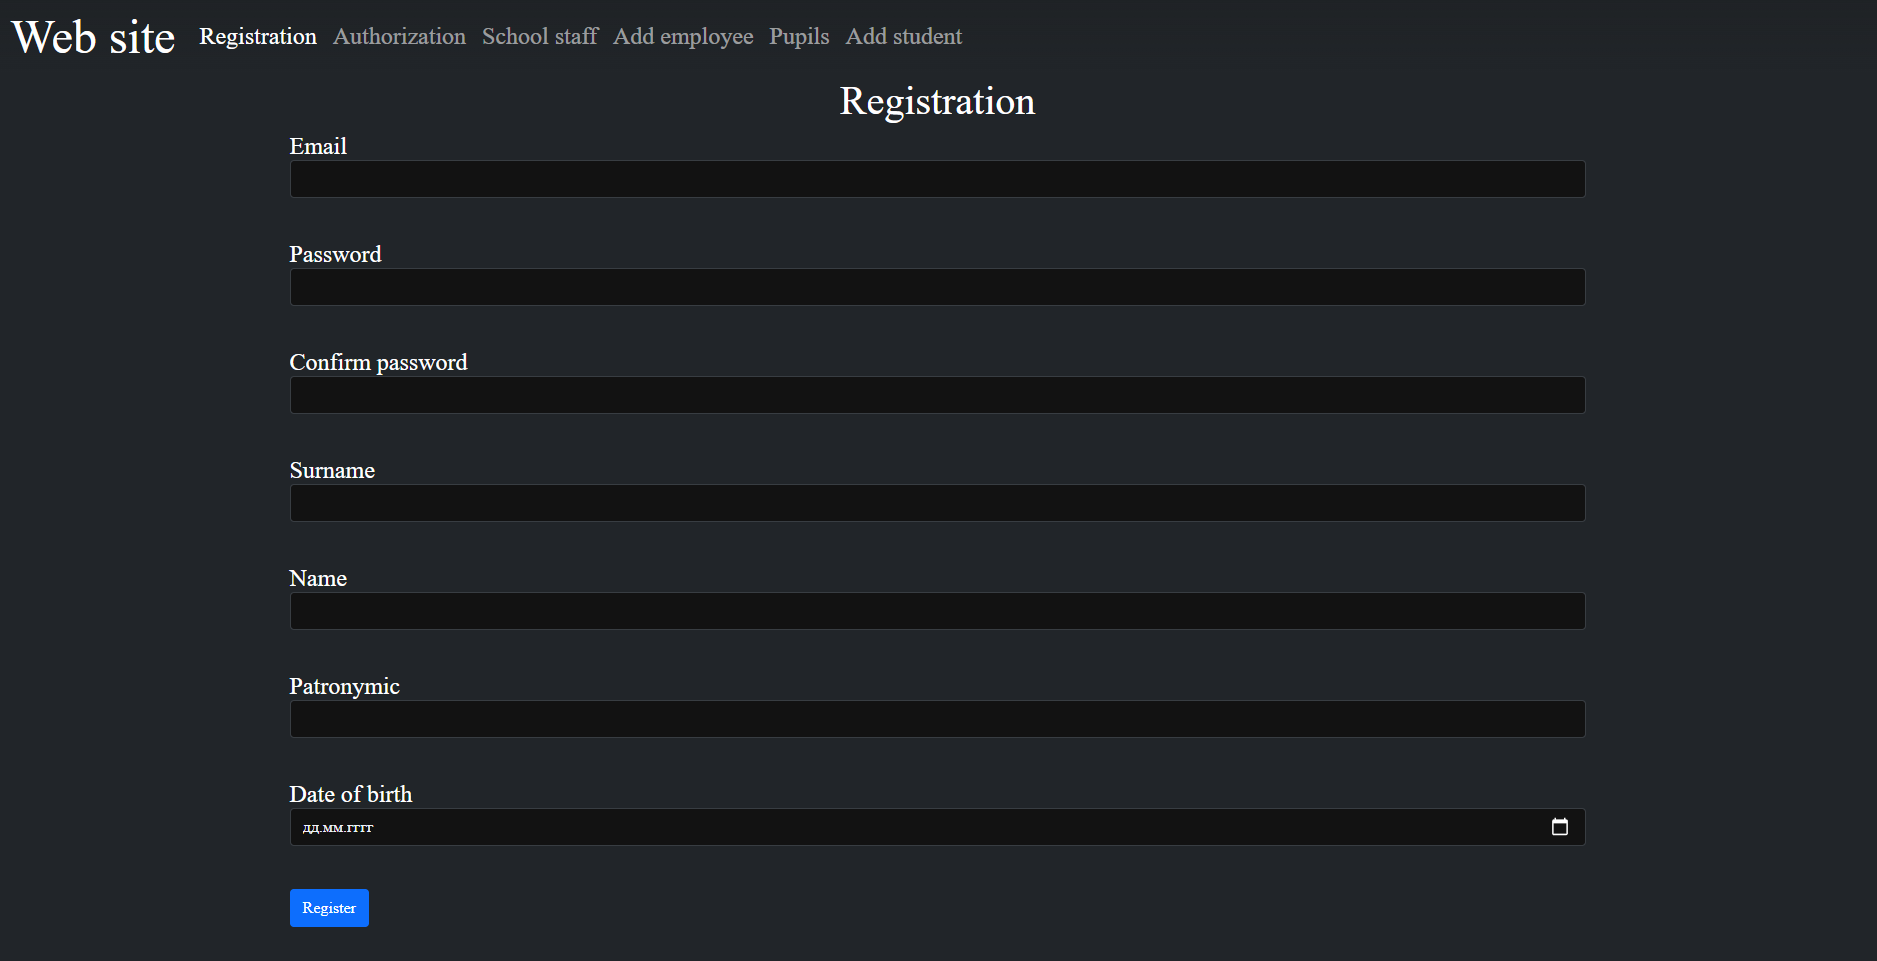 Web site Registration Authorization School staff Add employee Pupils Add student
Registration
Email
Password
Confirm password
Surname
Name
Patronymic
Date of birth
дд.мм.гггг
Register